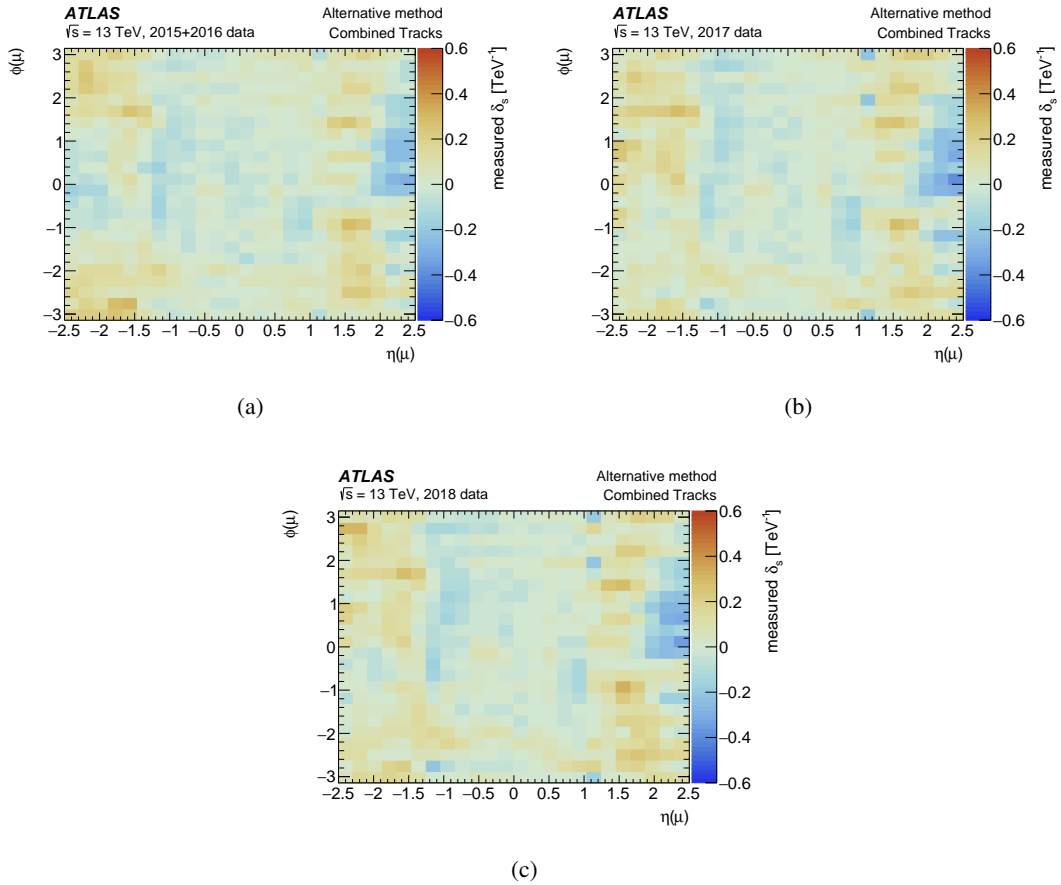 ATLAS Alternative method
√s = 13 TeV, 2015+2016 data Combined Tracks
ϕ(μ)
3
2
1
0
−1
−2
−3
−2.5 −2 −1.5 −1 −0.5 0 0.5 1 1.5 2 2.5
η(μ)
0.6
0.4
0.2
0
−0.2
−0.4
−0.6
measured δs [TeV⁻¹]
(a)
ATLAS Alternative method
√s = 13 TeV, 2017 data Combined Tracks
ϕ(μ)
3
2
1
0
−1
−2
−3
−2.5 −2 −1.5 −1 −0.5 0 0.5 1 1.5 2 2.5
η(μ)
0.6
0.4
0.2
0
−0.2
−0.4
−0.6
measured δs [TeV⁻¹]
(b)
ATLAS Alternative method
√s = 13 TeV, 2018 data Combined Tracks
ϕ(μ)
3
2
1
0
−1
−2
−3
−2.5 −2 −1.5 −1 −0.5 0 0.5 1 1.5 2 2.5
η(μ)
0.6
0.4
0.2
0
−0.2
−0.4
−0.6
measured δs [TeV⁻¹]
(c)